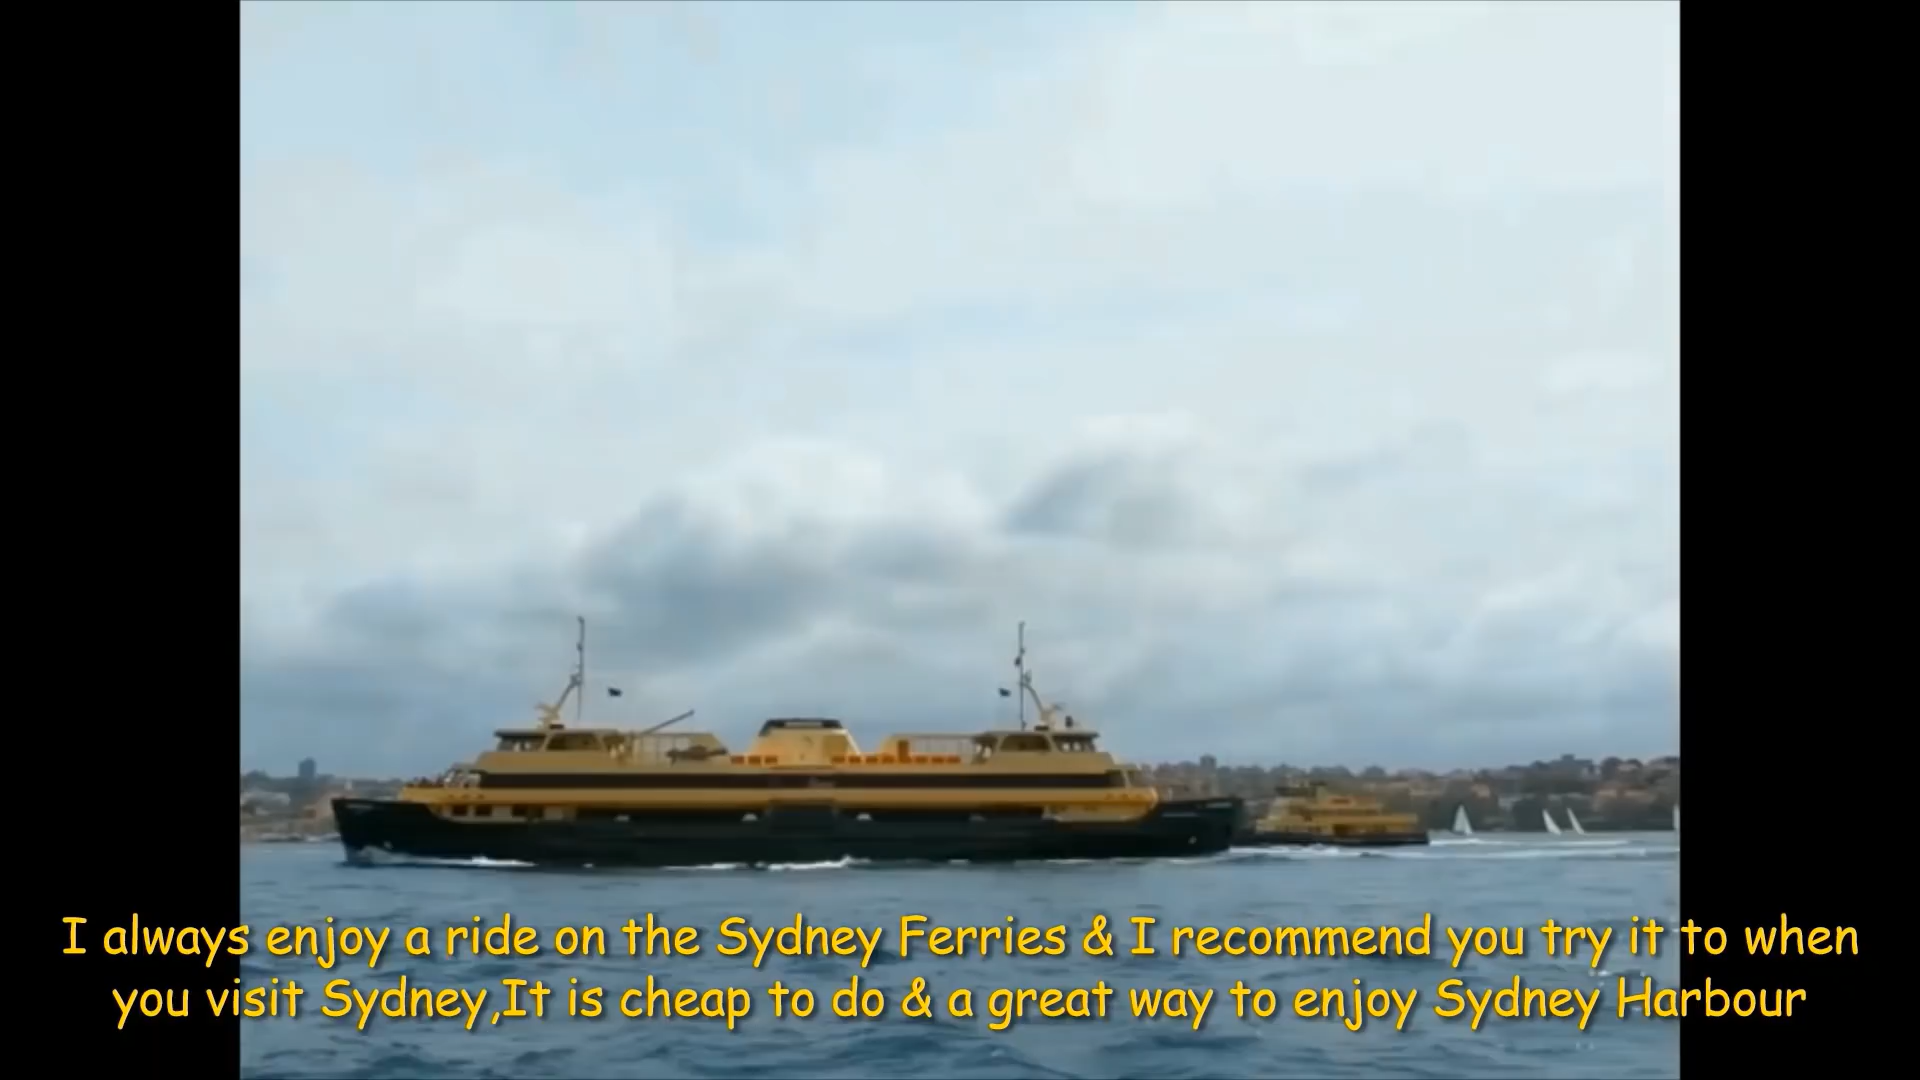 I always enjoy a ride on the Sydney Ferries & I recommend you try it to when
you visit Sydney,It is cheap to do & a great way to enjoy Sydney Harbour